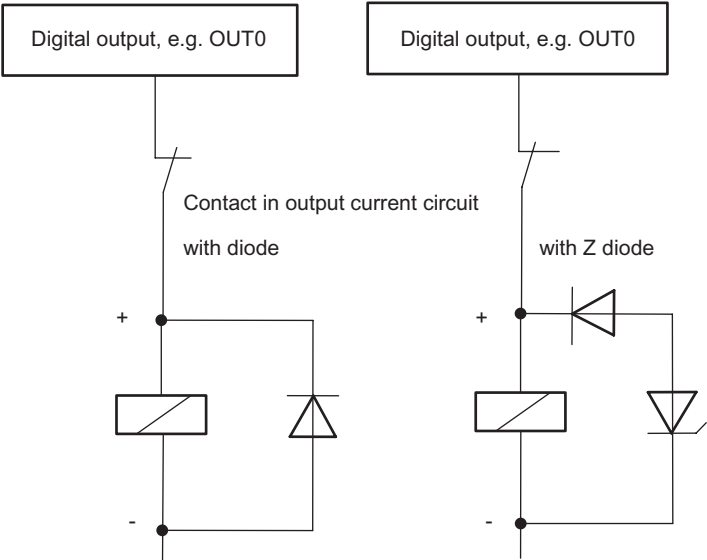 Digital output, e.g. OUT0
Digital output, e.g. OUT0
Contact in output current circuit
with diode
with Z diode
+
+
-
-